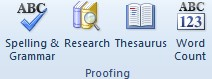 ABC ABC
123
Spelling & Research Thesaurus Word
Grammar Count
Proofing